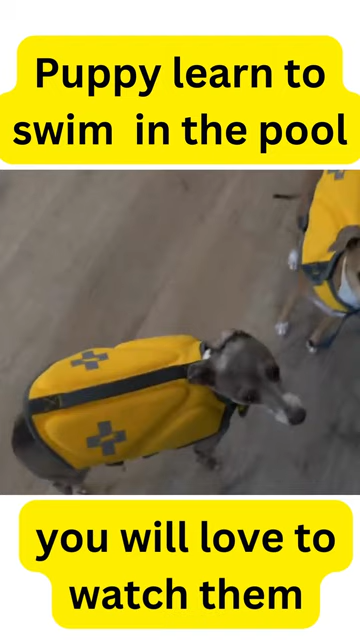 Puppy learn to
swim in the pool
you will love to
watch them